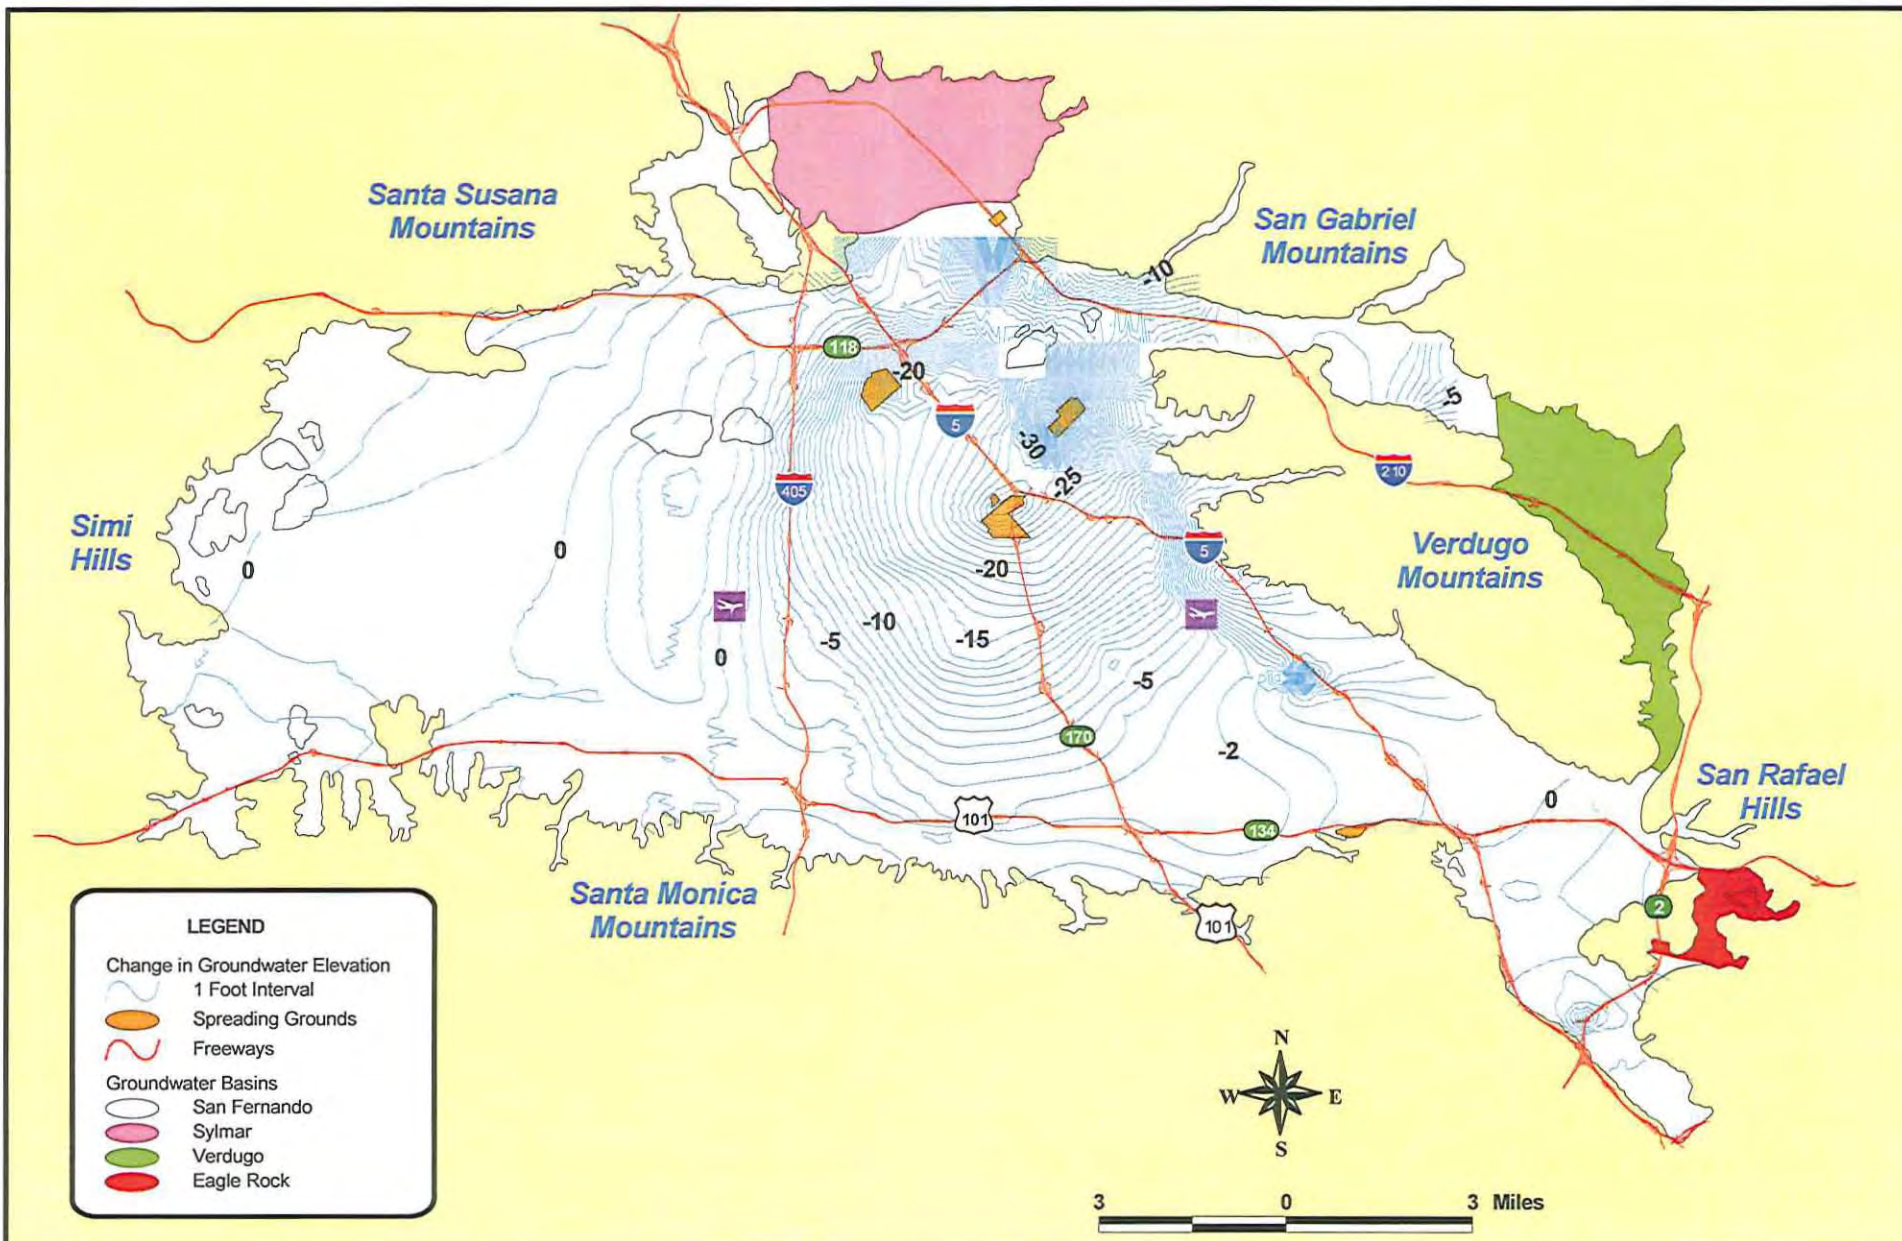 Santa Susana
Mountains
San Gabriel
Mountains
-10
118
-20
5
-5
-30
-25
210
405
Simi
Hills
0
0
5
Verdugo
Mountains
-20
-10
-5
-15
0
-5
170
-2
San Rafael
Hills
0
101
134
Santa Monica
Mountains
101
2
LEGEND
Change in Groundwater Elevation
1 Foot Interval
Spreading Grounds
Freeways
Groundwater Basins
San Fernando
Sylmar
Verdugo
Eagle Rock
N
W E
S
3 0 3 Miles